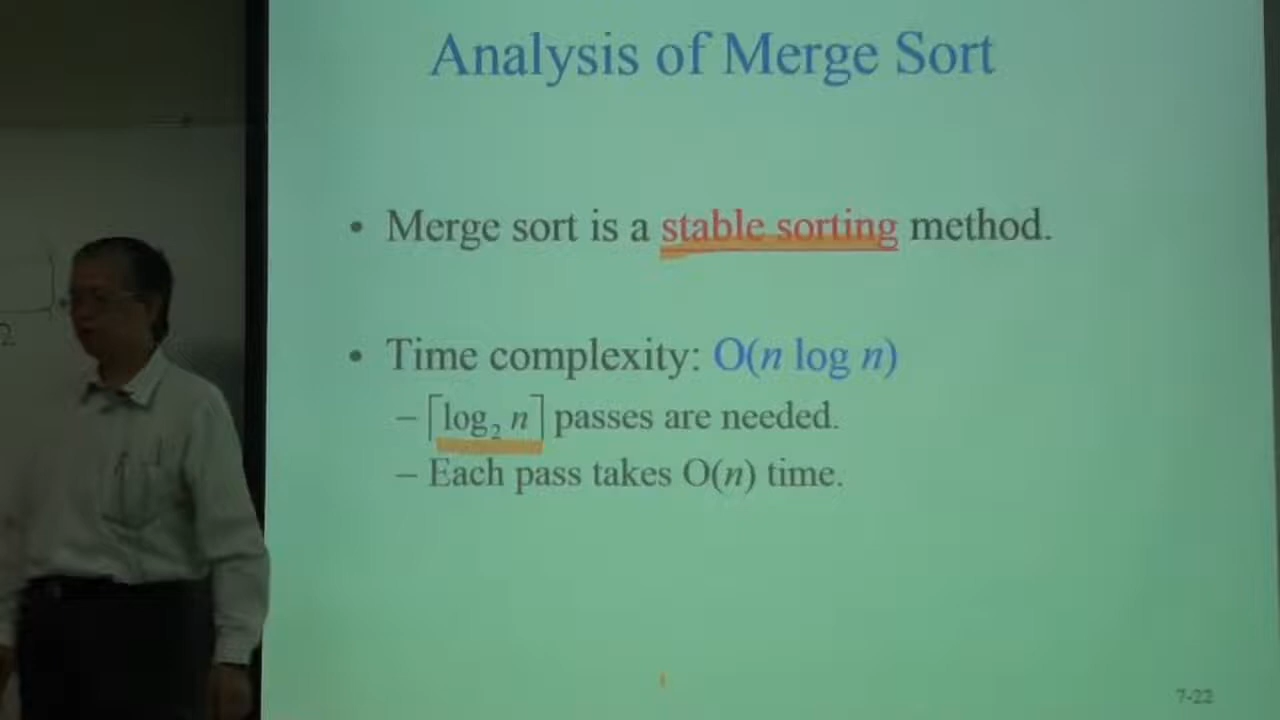 Analysis of Merge Sort
• Merge sort is a stable sorting method.
• Time complexity: O(n log n)
– ⌈log₂ n⌉ passes are needed.
– Each pass takes O(n) time.
2
7-22